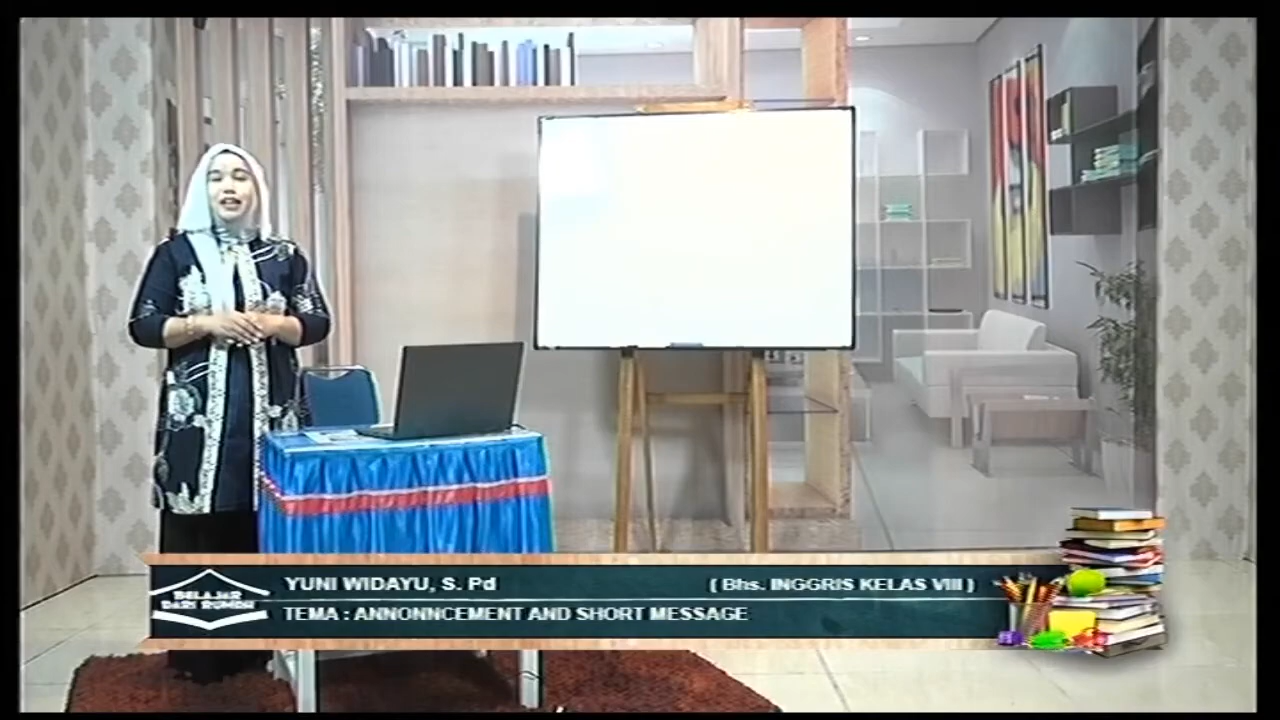 BELAJAR
DARI RUMAH
YUNI WIDAYU, S. Pd
( Bhs. INGGRIS KELAS VIII )
TEMA : ANNONNCEMENT AND SHORT MESSAGE